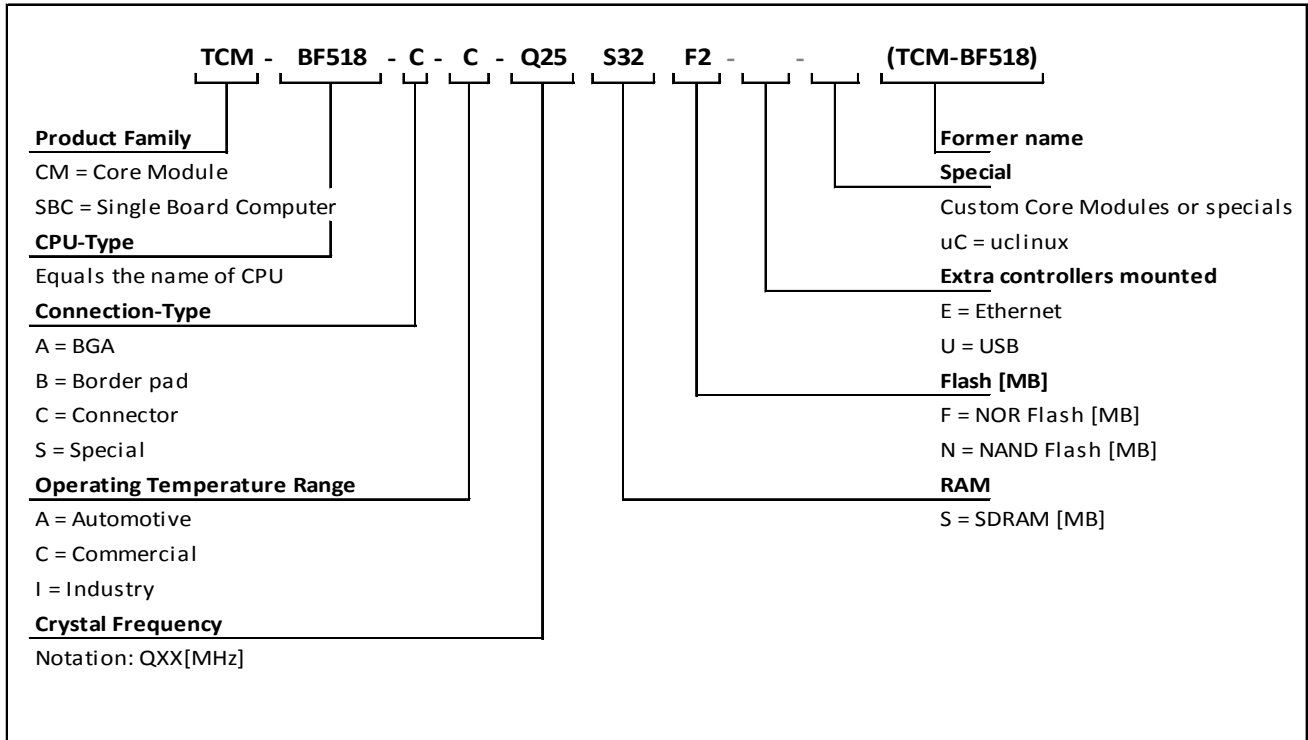 TCM - BF518 - C - C - Q25 S32 F2 - - (TCM-BF518)
Product Family
CM = Core Module
SBC = Single Board Computer
CPU-Type
Equals the name of CPU
Connection-Type
A = BGA
B = Border pad
C = Connector
S = Special
Operating Temperature Range
A = Automotive
C = Commercial
I = Industry
Crystal Frequency
Notation: QXX[MHz]
Former name
Special
Custom Core Modules or specials
uC = uclinux
Extra controllers mounted
E = Ethernet
U = USB
Flash [MB]
F = NOR Flash [MB]
N = NAND Flash [MB]
RAM
S = SDRAM [MB]